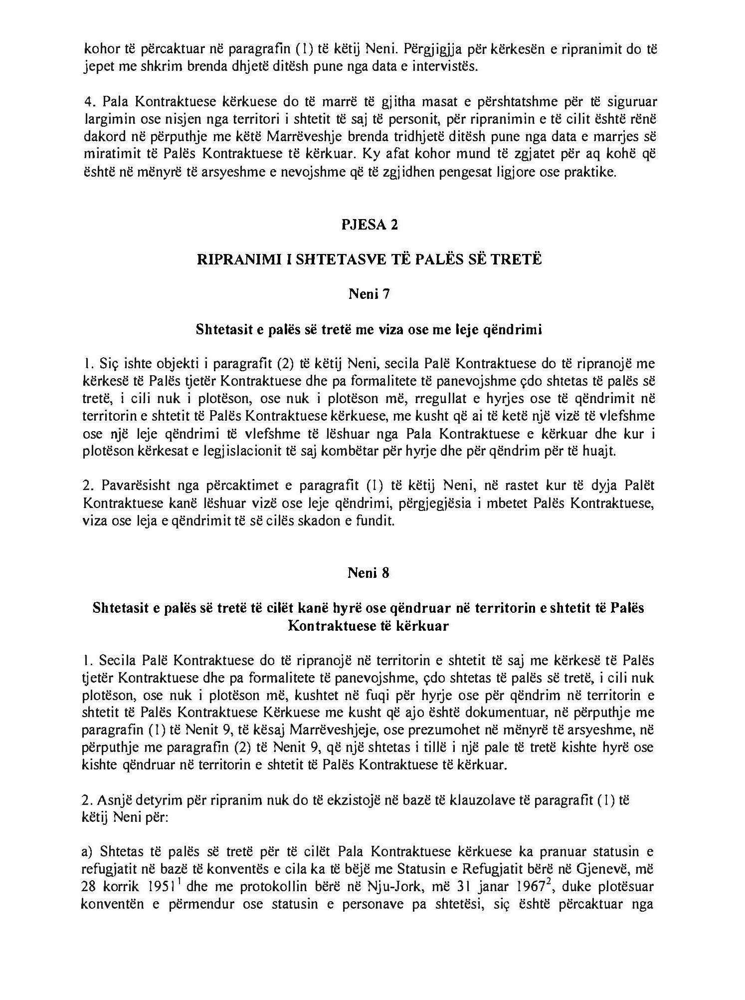 kohor të përcaktuar në paragrafin (1) të këtij Neni. Përgjigjja për kërkesën e ripranimit do të
jepet me shkrim brenda dhjetë ditësh pune nga data e intervistës.
4. Pala Kontraktuese kërkuese do të marrë të gjitha masat e përshtatshme për të siguruar
largimin ose nisjen nga territori i shtetit të saj të personit, për ripranimin e të cilit është rënë
dakord në përputhje me këtë Marrëveshje brenda tridhjetë ditësh pune nga data e marrjes së
miratimit të Palës Kontraktuese të kërkuar. Ky afat kohor mund të zgjatet për aq kohë që
është në mënyrë të arsyeshme e nevojshme që të zgjidhen pengesat ligjore ose praktike.
PJESA 2
RIPRANIMI I SHTETASVE TË PALËS SË TRETË
Neni 7
Shtetasit e palës së tretë me viza ose me leje qëndrimi
1. Siç ishte objekti i paragrafit (2) të këtij Neni, secila Palë Kontraktuese do të ripranojë me
kërkesë të Palës tjetër Kontraktuese dhe pa formalitete të panevojshme çdo shtetas të palës së
tretë, i cili nuk i plotëson, ose nuk i plotëson më, rregullat e hyrjes ose të qëndrimit në
territorin e shtetit të Palës Kontraktuese kërkuese, me kusht që ai të ketë një vizë të vlefshme
ose një leje qëndrimi të vlefshme të lëshuar nga Pala Kontraktuese e kërkuar dhe kur i
plotëson kërkesat e legjislacionit të saj kombëtar për hyrje dhe për qëndrim për të huajt.
2. Pavarësisht nga përcaktimet e paragrafit (1) të këtij Neni, në rastet kur të dyja Palët
Kontraktuese kanë lëshuar vizë ose leje qëndrimi, përgjegjësia i mbetet Palës Kontraktuese,
viza ose leja e qëndrimit të së cilës skadon e fundit.
Neni 8
Shtetasit e palës së tretë të cilët kanë hyrë ose qëndruar në territorin e shtetit të Palës
Kontraktuese të kërkuar
1. Secila Palë Kontraktuese do të ripranojë në territorin e shtetit të saj me kërkesë të Palës
tjetër Kontraktuese dhe pa formalitete të panevojshme, çdo shtetas të palës së tretë, i cili nuk
plotëson, ose nuk i plotëson më, kushtet në fuqi për hyrje ose për qëndrim në territorin e
shtetit të Palës Kontraktuese Kërkuese me kusht që ajo është dokumentuar, në përputhje me
paragrafin (1) të Nenit 9, të kësaj Marrëveshjeje, ose prezumohet në mënyrë të arsyeshme, në
përputhje me paragrafin (2) të Nenit 9, që një shtetas i tillë i një pale të tretë kishte hyrë ose
kishte qëndruar në territorin e shtetit të Palës Kontraktuese të kërkuar.
2. Asnjë detyrim për ripranim nuk do të ekzistojë në bazë të klauzolave të paragrafit (1) të
këtij Neni për:
a) Shtetas të palës së tretë për të cilët Pala Kontraktuese kërkuese ka pranuar statusin e
refugjatit në bazë të konventës e cila ka të bëjë me Statusin e Refugjatit bërë në Gjenevë, më
28 korrik 1951¹ dhe me protokollin bërë në Nju-Jork, më 31 janar 1967², duke plotësuar
konventën e përmendur ose statusin e personave pa shtetësi, siç është përcaktuar nga